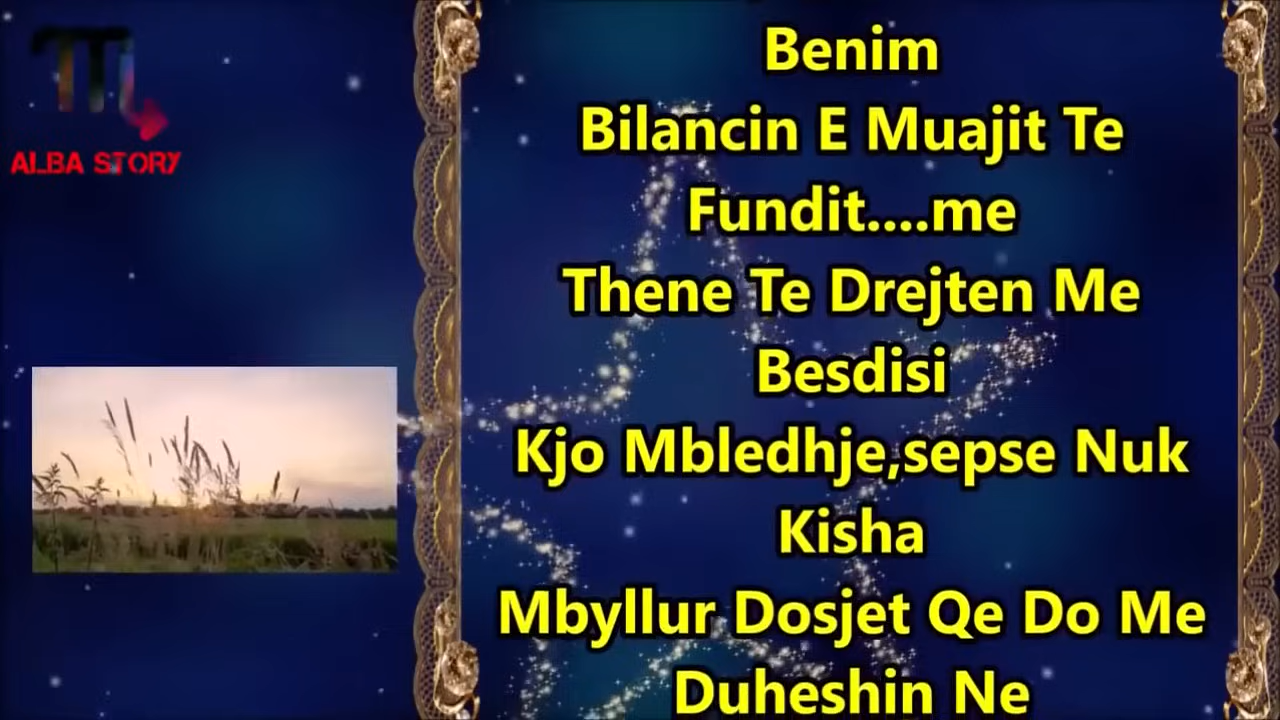 ALBA STORY
Benim
Bilancin E Muajit Te
Fundit....me
Thene Te Drejten Me
Besdisi
Kjo Mbledhje,sepse Nuk
Kisha
Mbyllur Dosjet Qe Do Me
Duheshin Ne